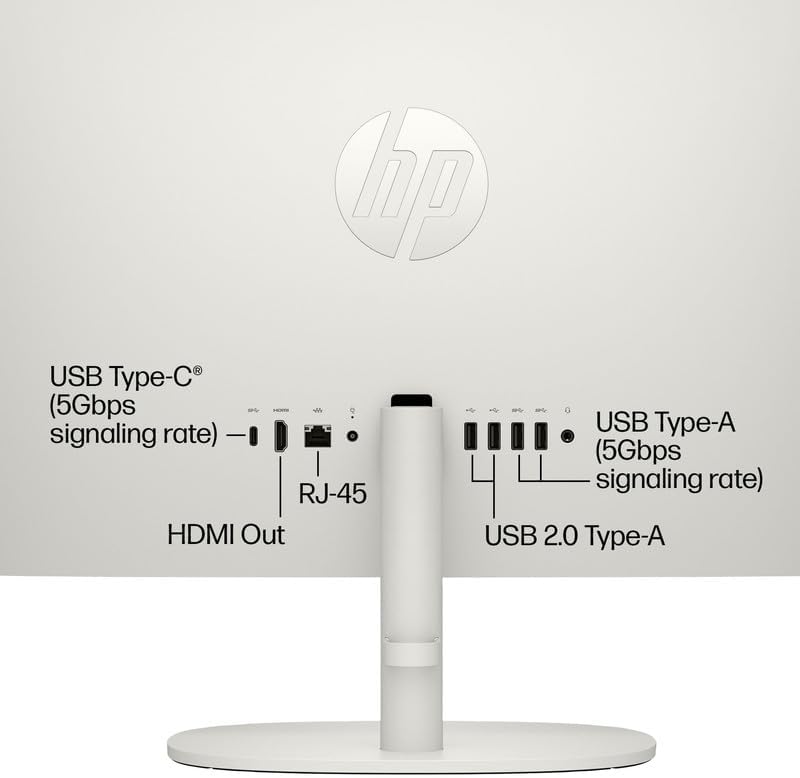 hp
USB Type-C®
(5Gbps
signaling rate)
HDMI
USB Type-A
(5Gbps
signaling rate)
RJ-45
HDMI Out
USB 2.0 Type-A